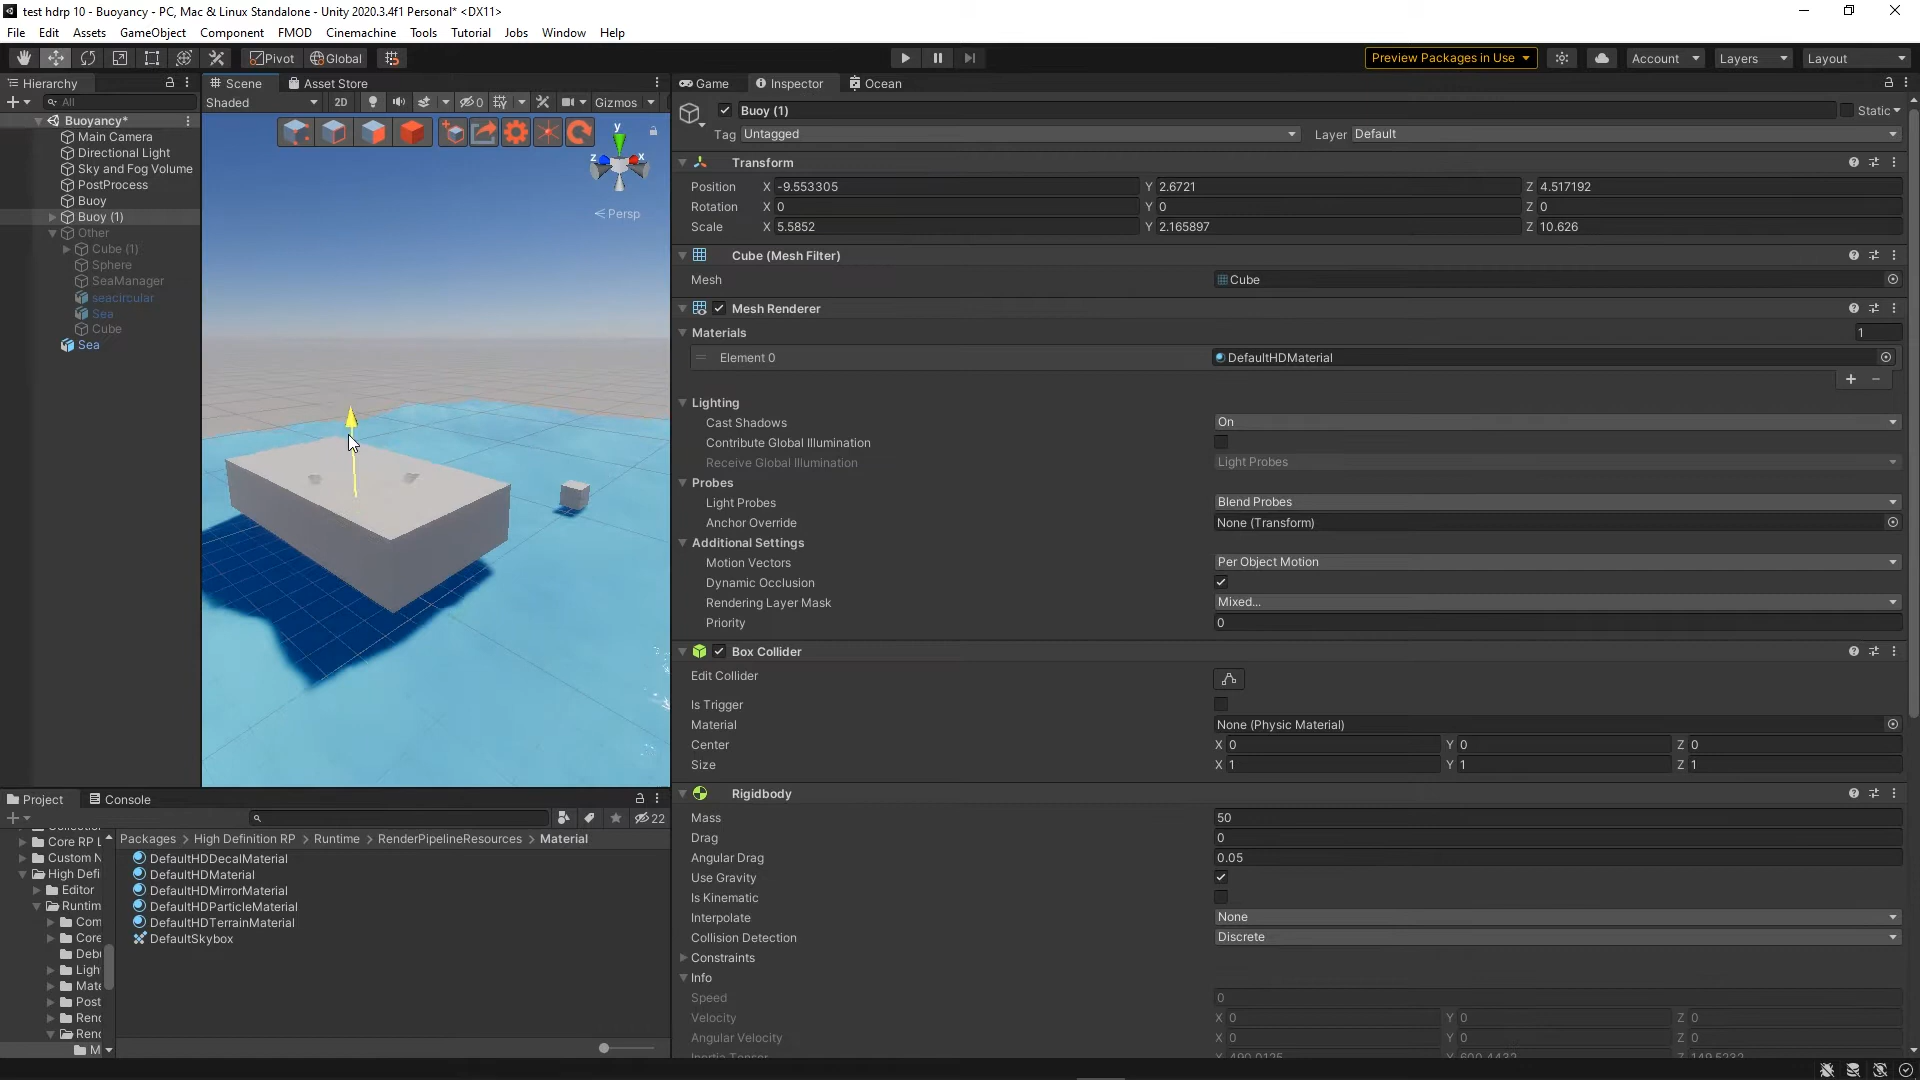 test hdrp 10 - Buoyancy - PC, Mac & Linux Standalone - Unity 2020.3.4f1 Personal* <DX11>
File Edit Assets GameObject Component Tools FMOD Cinemachine Tutorial Jobs Window Help
Pivot Global Preview Packages in Use Account Layers Layout
Hierarchy
All
Buoyancy*
Main Camera
Directional Light
Sky and Fog Volume
PostProcess
Buoy
Buoy (1)
Other
Cube (1)
Sphere
SeaManager
seacircular
Sea
Cube
Sea
Scene Asset Store
Shaded 2D 0 Gizmos
y
z x
Persp
Game Inspector Ocean
Buoy (1) Static
Tag Untagged Layer Default
Transform
Position X -9.553305 Y 2.6721 Z 4.517192
Rotation X 0 Y 0 Z 0
Scale X 5.5852 Y 2.165897 Z 10.626
Cube (Mesh Filter)
Mesh Cube
Mesh Renderer
Materials 1
Element 0 DefaultHDMaterial
Lighting
Cast Shadows On
Contribute Global Illumination
Receive Global Illumination Light Probes
Probes
Light Probes Blend Probes
Anchor Override None (Transform)
Additional Settings
Motion Vectors Per Object Motion
Dynamic Occlusion
Rendering Layer Mask Mixed...
Priority 0
Box Collider
Edit Collider
Is Trigger
Material None (Physic Material)
Center X 0 Y 0 Z 0
Size X 1 Y 1 Z 1
Rigidbody
Mass 50
Drag 0
Angular Drag 0.05
Use Gravity
Is Kinematic
Interpolate None
Collision Detection Discrete
Constraints
Info
Speed 0
Velocity X 0 Y 0 Z 0
Angular Velocity X 0 Y 0 Z 0
Inertia Tensor X 490.0125 Y 600.4432 Z 149.5232
Project Console
22
Core RP L
Custom N
High Defi
Editor
Runtim
Com
Core
Debu
Ligh
Mate
Post
Rend
Rend
M
Packages > High Definition RP > Runtime > RenderPipelineResources > Material
DefaultHDDecalMaterial
DefaultHDMaterial
DefaultHDMirrorMaterial
DefaultHDParticleMaterial
DefaultHDTerrainMaterial
DefaultSkybox